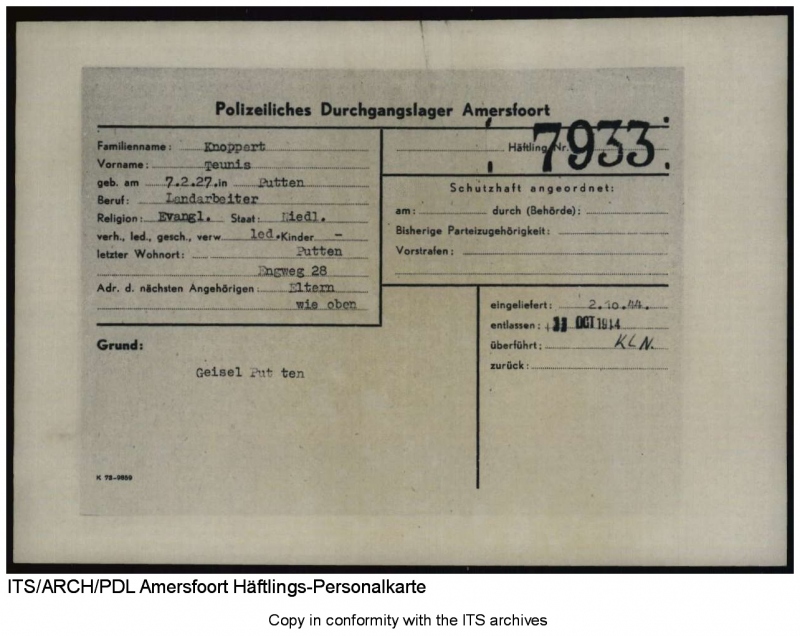 Polizeiliches Durchgangslager Amersfoort
Familienname: Knoppert
Vorname: Teunis
geb. am 7.2.27. in Putten
Beruf: Landarbeiter
Religion: Evangl. Staat: Niedl.
verh., led., gesch., verw led. Kinder –
letzter Wohnort: Putten
Engweg 28
Adr. d. nächsten Angehörigen: Eltern
wie oben
Häftling Nr. 7933
Schutzhaft angeordnet:
am: durch (Behörde):
Bisherige Parteizugehörigkeit:
Vorstrafen:
eingeliefert: 2.10.44.
entlassen: OCT 1944
überführt: KLN.
zurück:
Grund:
Geisel Put ten
K 75-9859
ITS/ARCH/PDL Amersfoort Häftlings-Personalkarte
Copy in conformity with the ITS archives